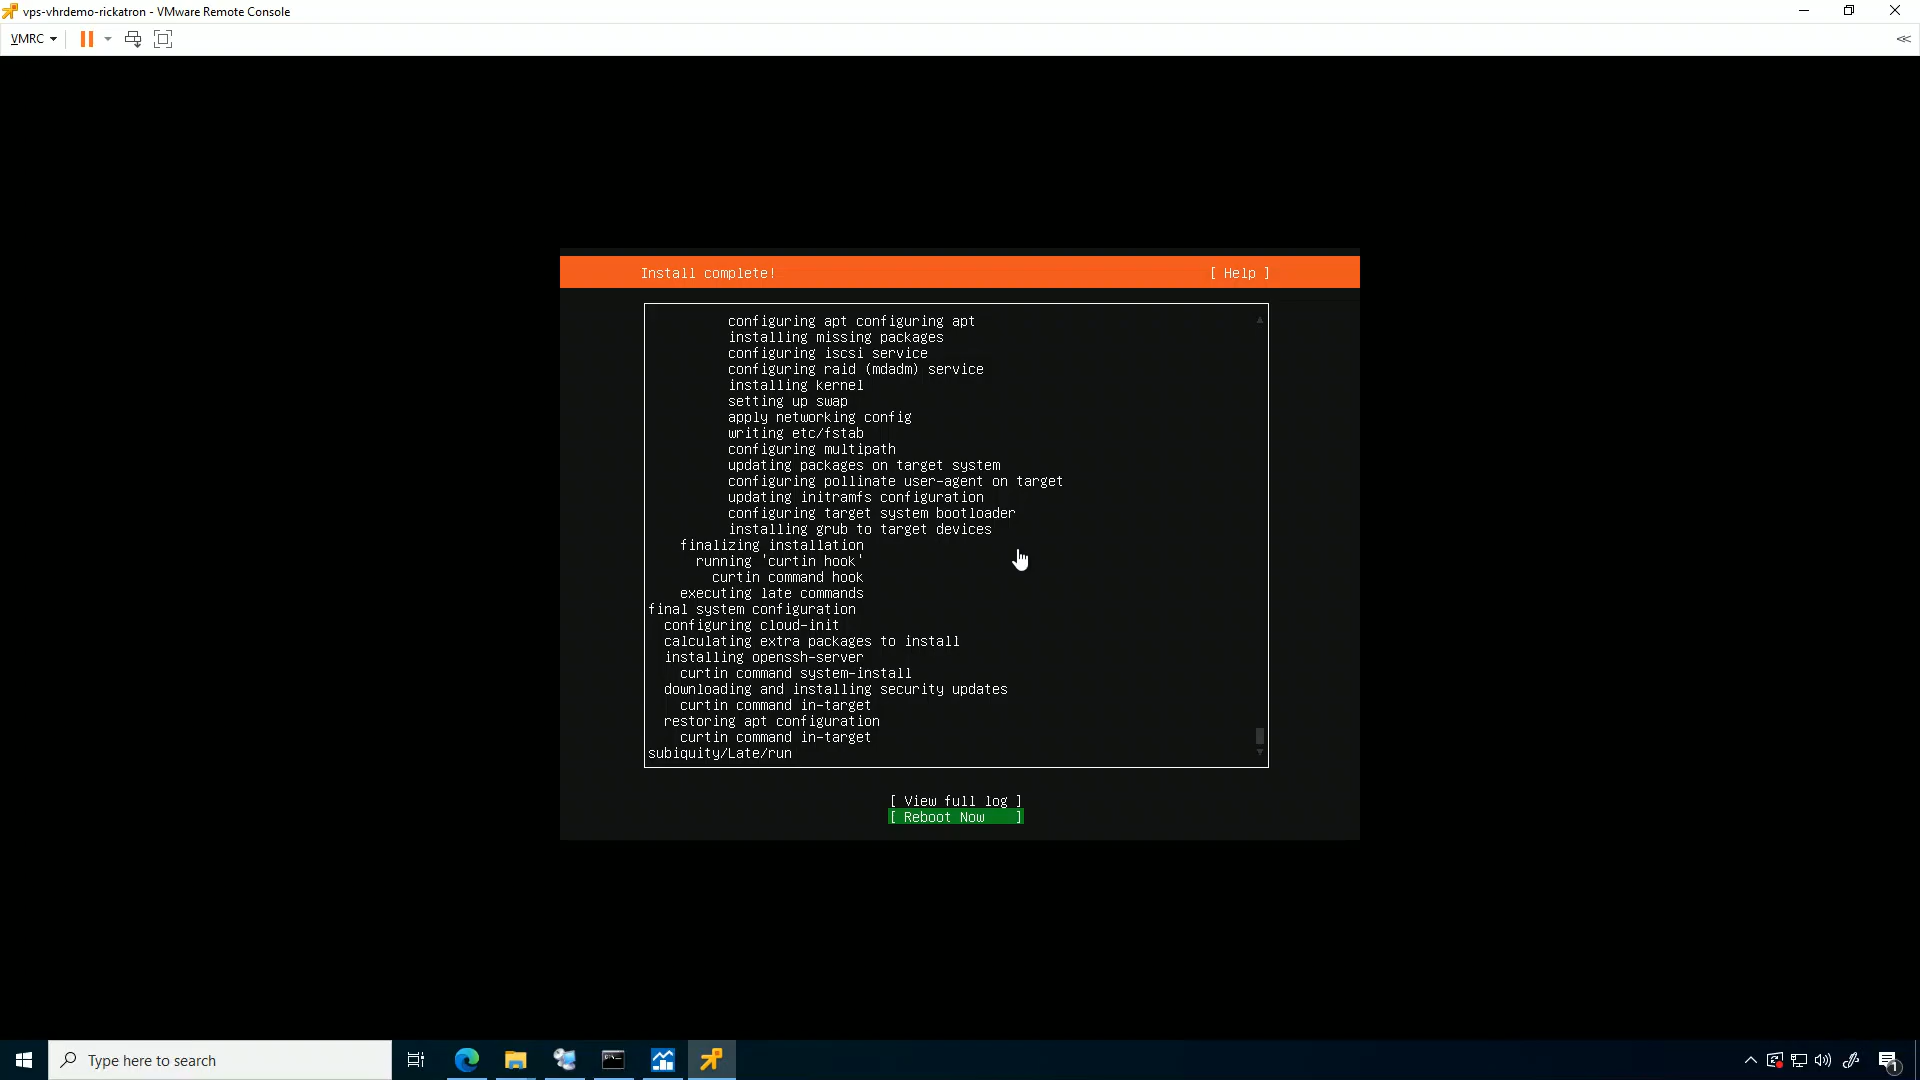 vps-vhrdemo-rickatron - VMware Remote Console
VMRC
Install complete! [ Help ]
configuring apt configuring apt
installing missing packages
configuring iscsi service
configuring raid (mdadm) service
installing kernel
setting up swap
apply networking config
writing etc/fstab
configuring multipath
updating packages on target system
configuring pollinate user-agent on target
updating initramfs configuration
configuring target system bootloader
installing grub to target devices
finalizing installation
running 'curtin hook'
curtin command hook
executing late commands
final system configuration
configuring cloud-init
calculating extra packages to install
installing openssh-server
curtin command system-install
downloading and installing security updates
curtin command in-target
restoring apt configuration
curtin command in-target
subiquity/Late/run
[ View full log ]
[ Reboot Now ]
Type here to search
1